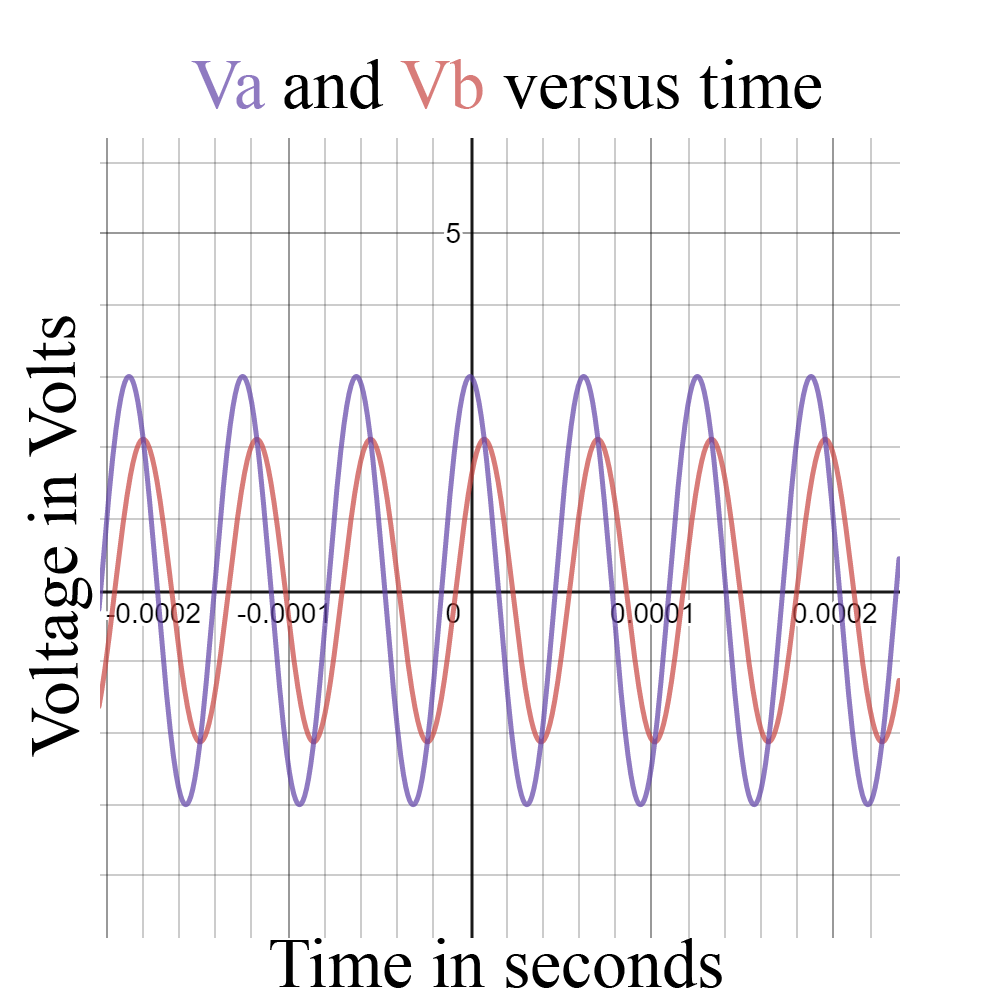 Va and Vb versus time
5
Voltage in Volts
0
-0.0002 -0.0001 0 0.0001 0.0002
Time in seconds